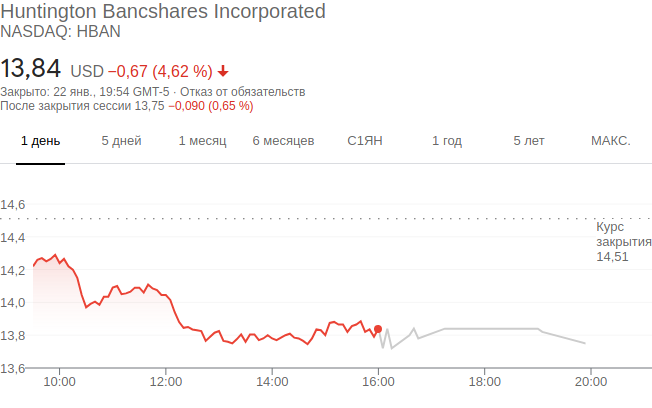 Huntington Bancshares Incorporated
NASDAQ: HBAN
13,84 USD −0,67 (4,62 %)
Закрыто: 22 янв., 19:54 GMT-5 · Отказ от обязательств
После закрытия сессии 13,75 −0,090 (0,65 %)
1 день 5 дней 1 месяц 6 месяцев С1ЯН 1 год 5 лет МАКС.
14,6
Курс
закрытия
14,51
14,4
14,2
14,0
13,8
13,6
10:00 12:00 14:00 16:00 18:00 20:00